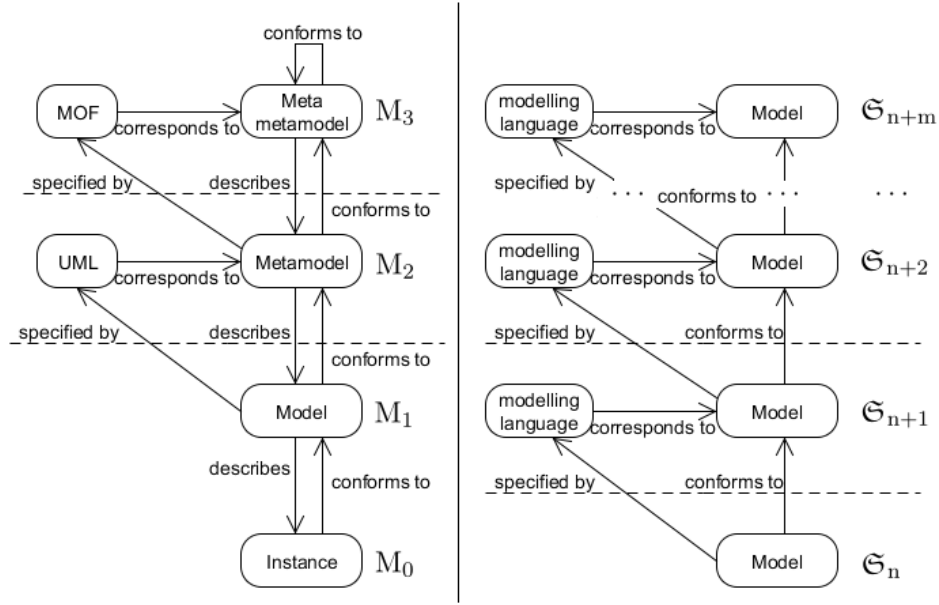 conforms to
MOF
corresponds to
Meta
metamodel
M3
specified by
describes
conforms to
UML
corresponds to
Metamodel
M2
specified by
describes
conforms to
Model
M1
describes
conforms to
Instance
M0
modelling
language
corresponds to
Model
𝔖n+m
specified by
· · ·
conforms to
· · ·
· · ·
modelling
language
corresponds to
Model
𝔖n+2
specified by
conforms to
modelling
language
corresponds to
Model
𝔖n+1
specified by
conforms to
Model
𝔖n